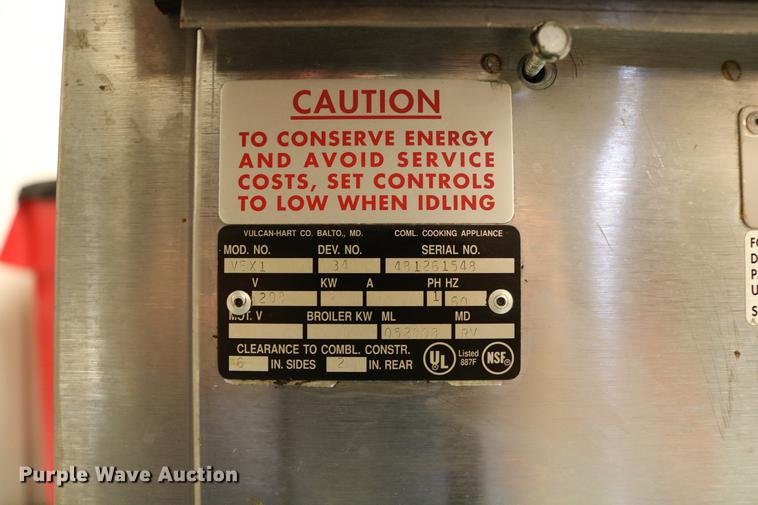 CAUTION
TO CONSERVE ENERGY
AND AVOID SERVICE
COSTS, SET CONTROLS
TO LOW WHEN IDLING
VULCAN-HART CO. BALTO., MD. COML. COOKING APPLIANCE
MOD. NO. DEV. NO. SERIAL NO.
VEX1 34 481261548
V KW A PH HZ
208 1 60
MOT. V BROILER KW ML MD
RV
CLEARANCE TO COMBL. CONSTR.
6 IN. SIDES 2 IN. REAR
UL Listed 887F NSF
Purple Wave Auction